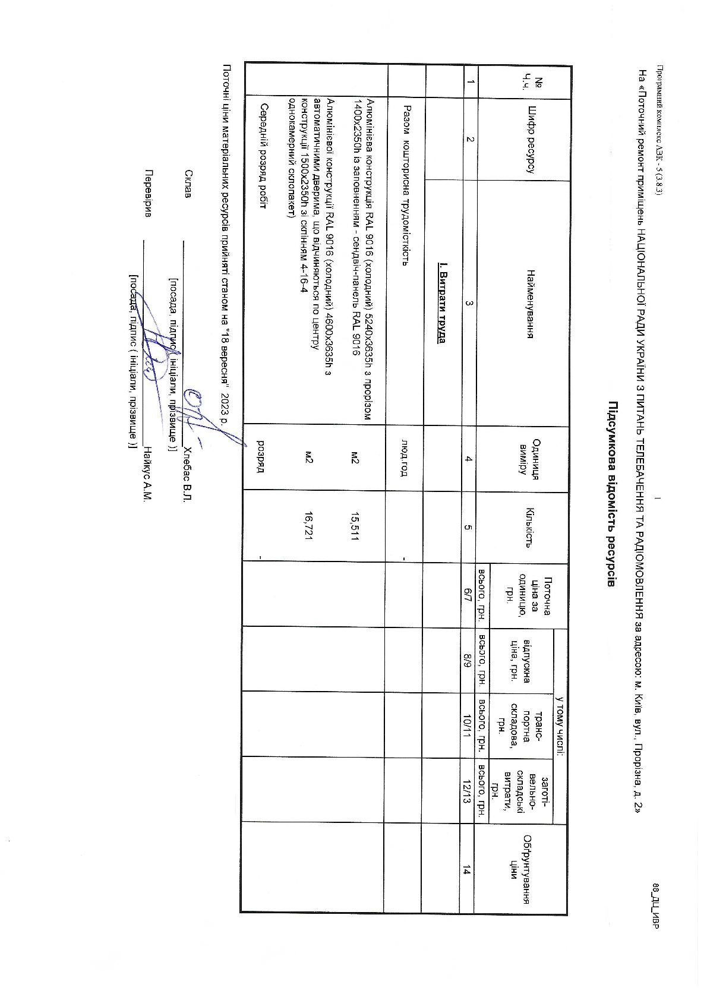 Програмний комплекс АВК - 5 (3.8.3)
1
88_ДЦ_ИВР
На «Поточний ремонт приміщень НАЦІОНАЛЬНОЇ РАДИ УКРАЇНИ З ПИТАНЬ ТЕЛЕБАЧЕННЯ ТА РАДІОМОВЛЕННЯ за адресою: м. Київ, вул., Прорізна, д. 2»
Підсумкова відомість ресурсів
№
Ч.ч.
Шифр ресурсу
Найменування
Одиниця
виміру
Кількість
Поточна
ціна за
одиницю,
грн.
всього, грн.
у тому числі:
відпускна
ціна, грн.
всього, грн.
транс-
портна
складова,
грн.
всього, грн.
заготі-
вельно-
складські
витрати,
грн.
всього, грн.
Обґрунтування
ціни
1 2 3 4 5 6/7 8/9 10/11 12/13 14
I. Витрати труда
Разом кошторисна трудомісткість люд.год -
Алюмінієва конструкція RAL 9016 (холодний) 5240х3635h з прорізом
1400х2350h із заповненням - сендвіч-панель RAL 9016 м2 15,511
Алюмінієвої конструкції RAL 9016 (холодний) 4600х3635h з
автоматичними дверима, що відчиняються по центру
конструкції 1500х2350h зі склінням 4-16-4
однокамерний склопакет) м2 16,721
Середній розряд робіт розряд -
Поточні ціни матеріальних ресурсів прийняті станом на "18 вересня" 2023 р.
Склав Хлебас В.Л.
[посада, підпис ( ініціали, прізвище )]
Перевірив Найкус А.М.
[посада, підпис ( ініціали, прізвище )]